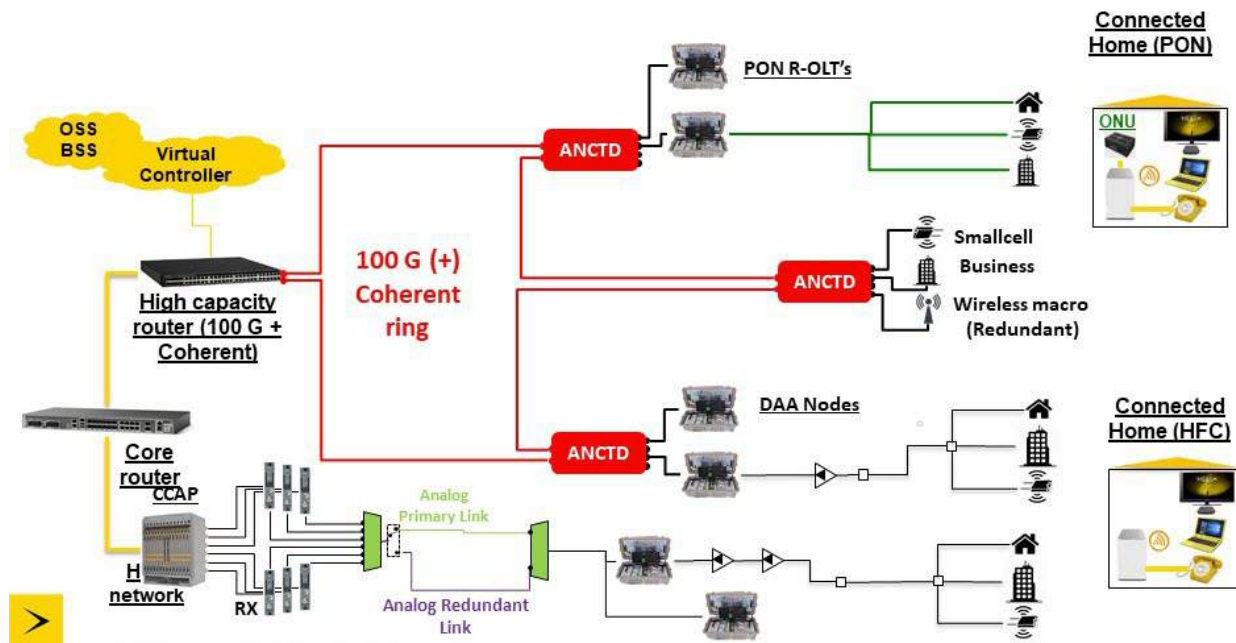 Connected
Home (PON)
PON R-OLT's
OSS
BSS
Virtual
Controller
ANCTD
ONU
100 G (+)
Coherent
ring
ANCTD
Smallcell
Business
Wireless macro
(Redundant)
High capacity
router (100 G +
Coherent)
DAA Nodes
Connected
Home (HFC)
ANCTD
Core
router
CCAP
Analog
Primary Link
H
network
RX
Analog Redundant
Link